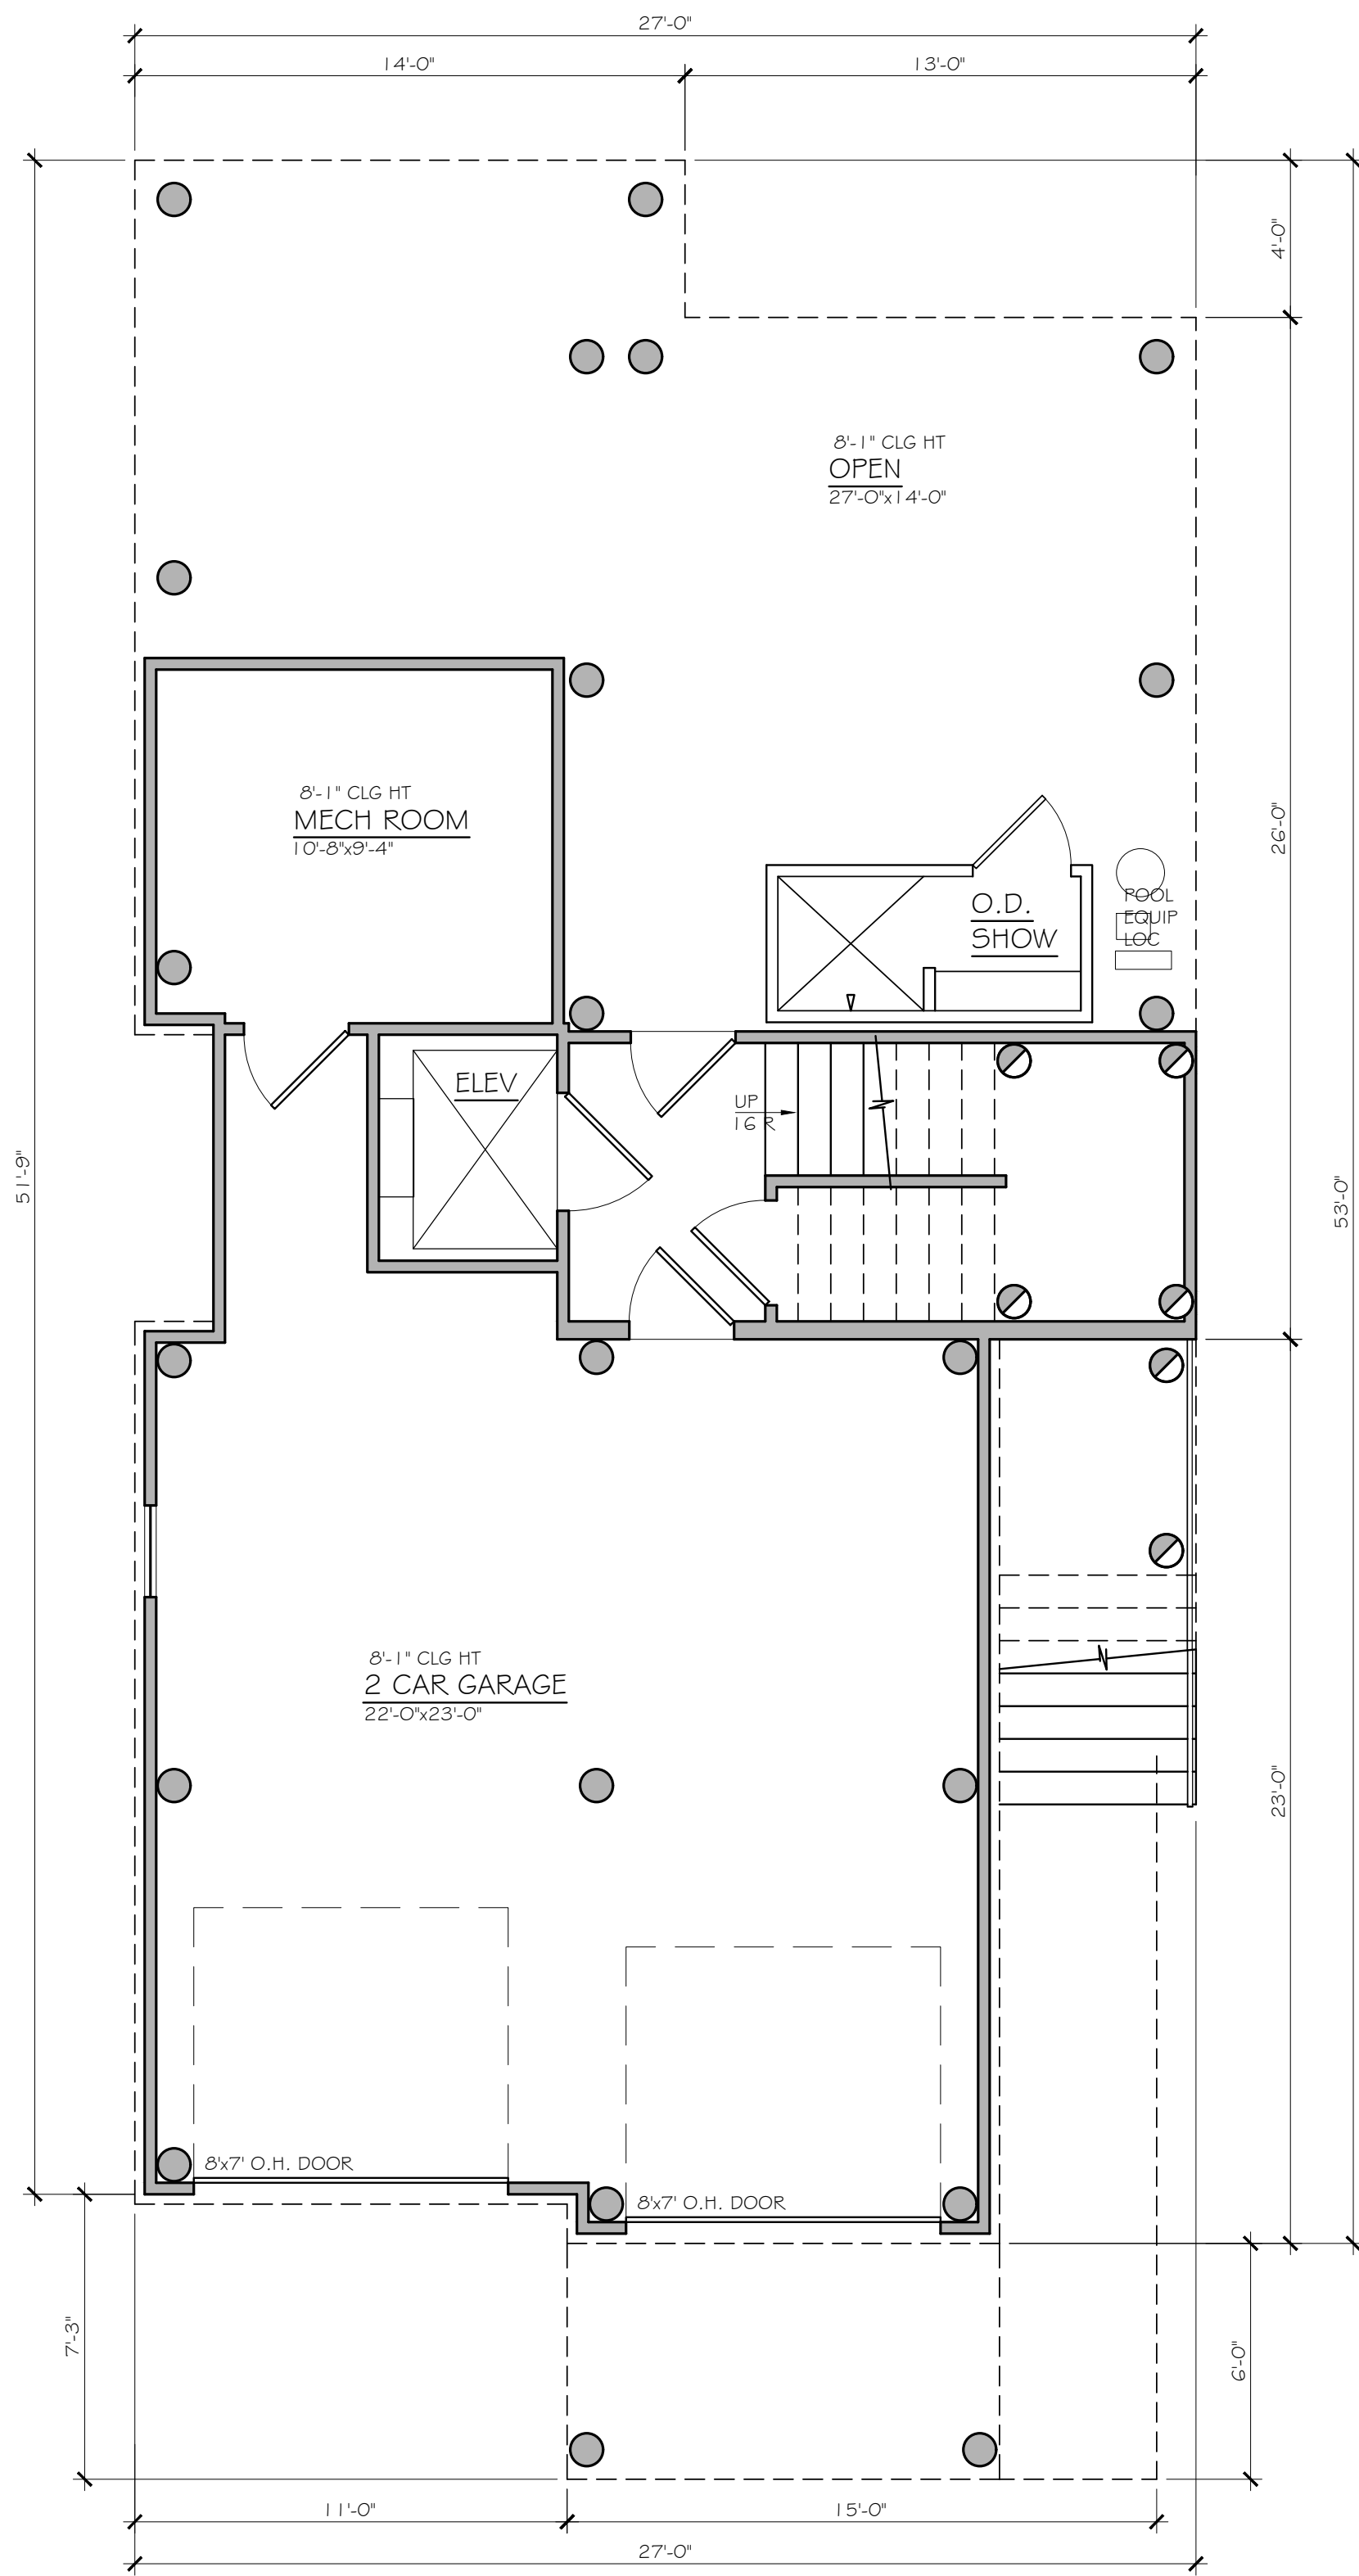 27'-0"
14'-0"
13'-0"
4'-0"
8'-1" CLG HT
OPEN
27'-0"x14'-0"
8'-1" CLG HT
MECH ROOM
10'-8"x9'-4"
26'-0"
O.D.
SHOW
POOL
EQUIP
LOC
ELEV
UP
16 R
51'-9"
53'-0"
8'-1" CLG HT
2 CAR GARAGE
22'-0"x23'-0"
23'-0"
8'x7' O.H. DOOR
8'x7' O.H. DOOR
7'-3"
6'-0"
11'-0"
15'-0"
27'-0"